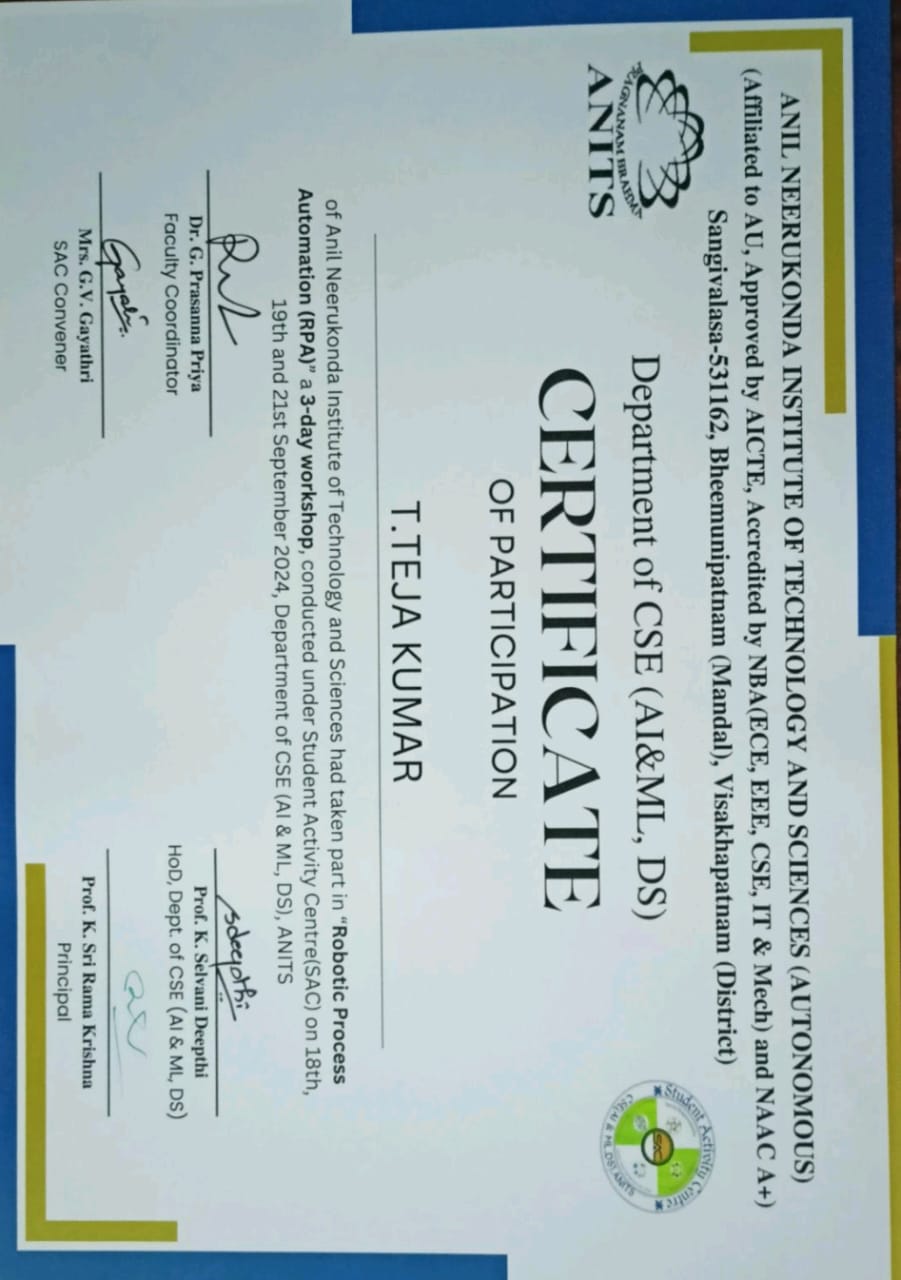 ANIL NEERUKONDA INSTITUTE OF TECHNOLOGY AND SCIENCES (AUTONOMOUS)
(Affiliated to AU, Approved by AICTE, Accredited by NBA(ECE, EEE, CSE, IT & Mech) and NAAC A+)
Sangivalasa-531162, Bheemunipatnam (Mandal), Visakhapatnam (District)
ANITS
Student Activity Centre
SAC
Department of CSE (AI&ML, DS)
CERTIFICATE
OF PARTICIPATION
T.TEJA KUMAR
of Anil Neerukonda Institute of Technology and Sciences had taken part in “Robotic Process
Automation (RPA)” a 3-day workshop, conducted under Student Activity Centre(SAC) on 18th,
19th and 21st September 2024, Department of CSE (AI & ML, DS), ANITS
Dr. G. Prasanna Priya
Faculty Coordinator
Sdeepthi
Prof. K. Selvani Deepthi
HoD, Dept. of CSE (AI & ML, DS)
Gayatri
Mrs. G.V. Gayathri
SAC Convener
Prof. K. Sri Rama Krishna
Principal